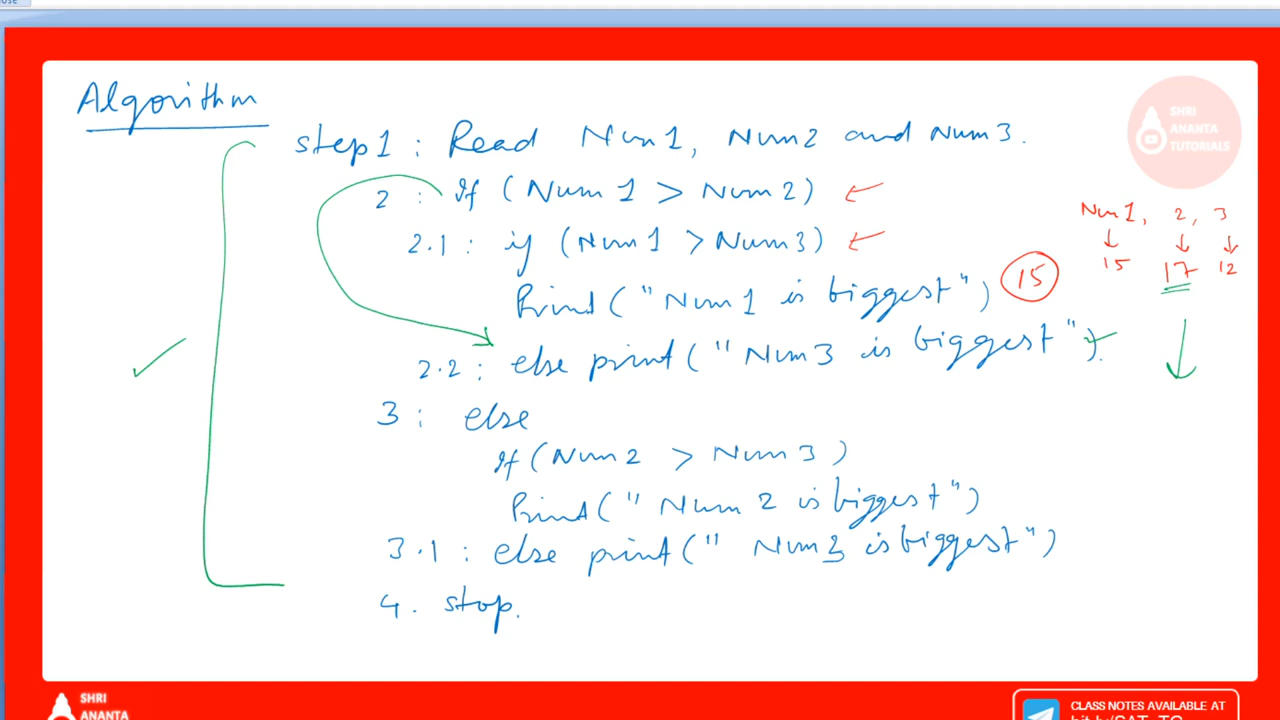 Algorithm
step1 : Read Num1, Num2 and Num3.
2 : If (Num1 > Num2) ←
2.1 : if (Num1 > Num3) ←
Print ("Num1 is biggest") 15
2.2 : else print (" Num3 is biggest").
3 : else
If (Num2 > Num3)
Print (" Num 2 is biggest")
3.1 : else print (" Num3 is biggest")
4. stop.
SHRI
ANANTA
TUTORIALS
Num1, 2, 3
↓ ↓ ↓
15 17 12
SHRI
ANANTA
CLASS NOTES AVAILABLE AT